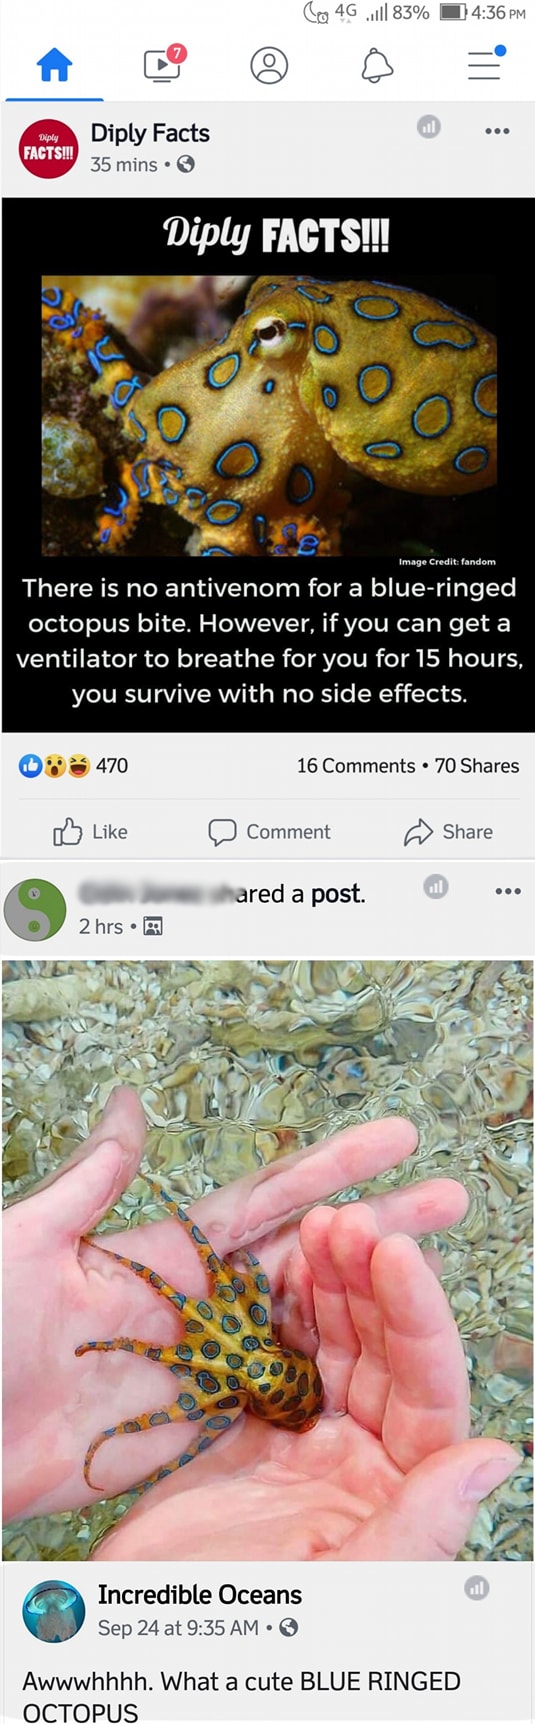 4G 83% 4:36 PM
7
Diply
FACTS!!!
Diply Facts
35 mins •
Diply FACTS!!!
Image Credit: fandom
There is no antivenom for a blue-ringed
octopus bite. However, if you can get a
ventilator to breathe for you for 15 hours,
you survive with no side effects.
470 16 Comments • 70 Shares
Like Comment Share
shared a post.
2 hrs •
Incredible Oceans
Sep 24 at 9:35 AM •
Awwwhhhh. What a cute BLUE RINGED
OCTOPUS